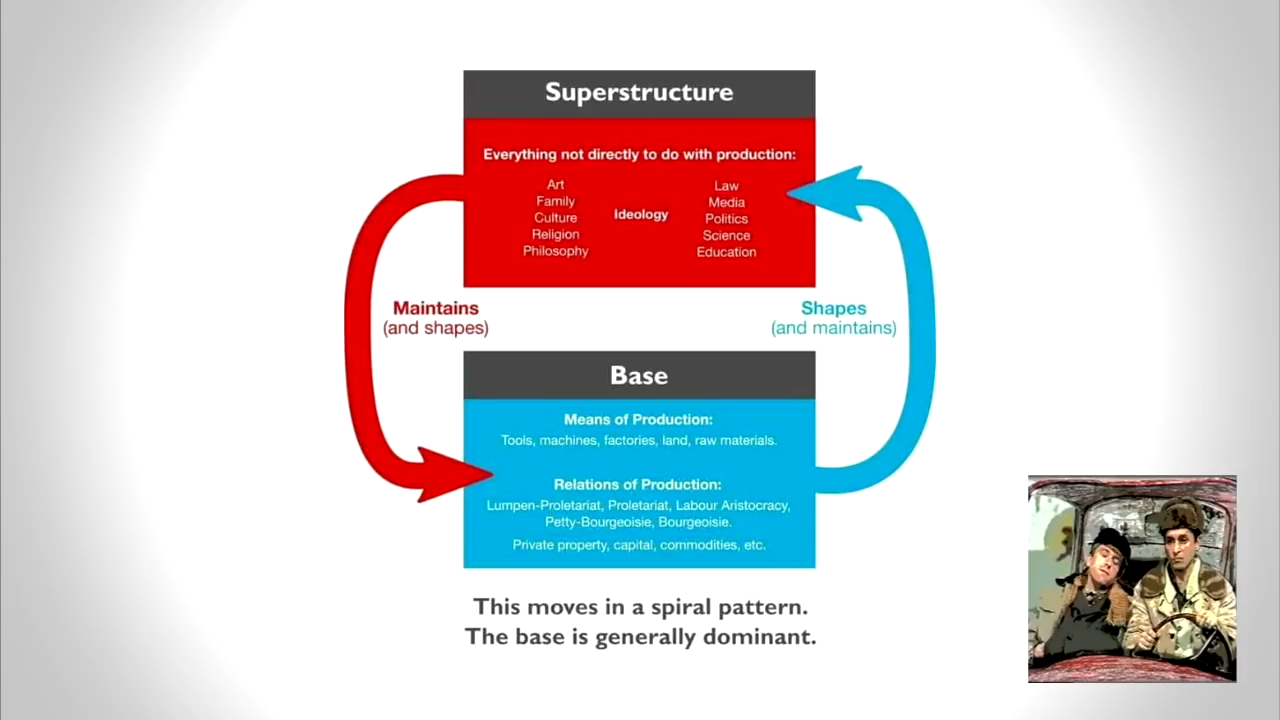 Superstructure
Everything not directly to do with production:
Art
Family
Culture
Religion
Philosophy
Ideology
Law
Media
Politics
Science
Education
Maintains
(and shapes)
Shapes
(and maintains)
Base
Means of Production:
Tools, machines, factories, land, raw materials.
Relations of Production:
Lumpen-Proletariat, Proletariat, Labour Aristocracy,
Petty-Bourgeoisie, Bourgeoisie.
Private property, capital, commodities, etc.
This moves in a spiral pattern.
The base is generally dominant.